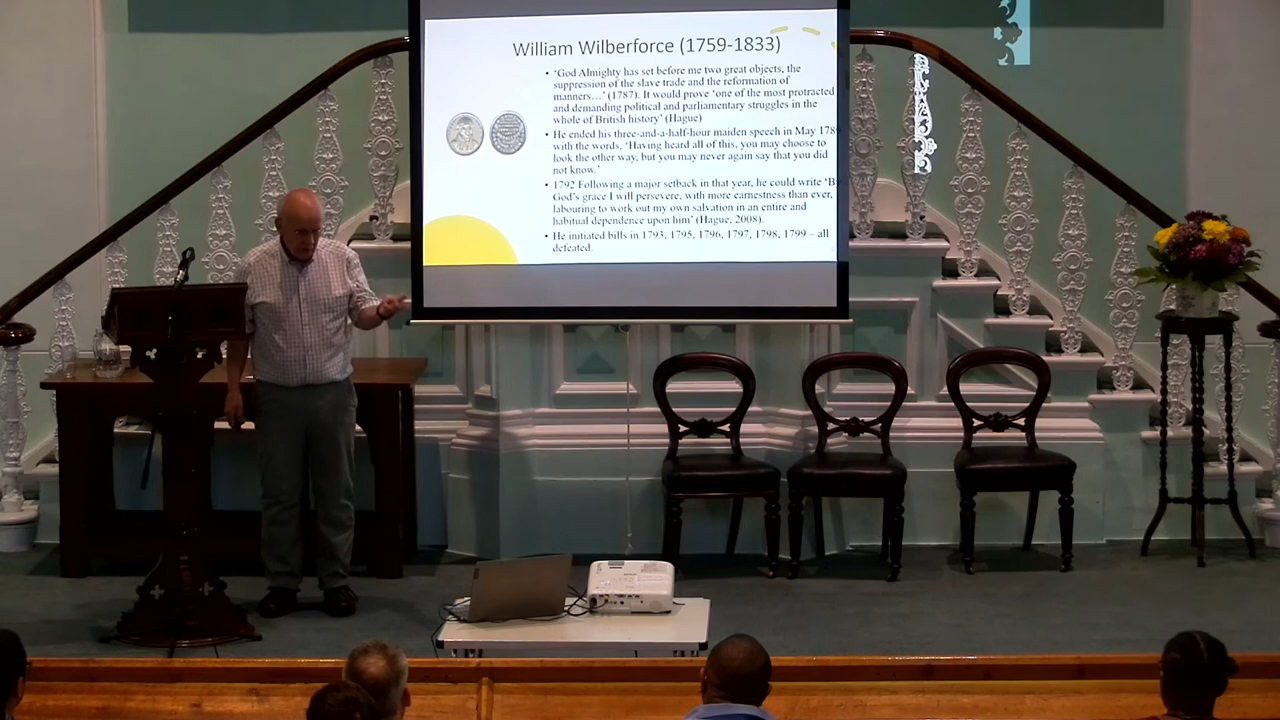 William Wilberforce (1759-1833)
• ‘God Almighty has set before me two great objects, the
suppression of the slave trade and the reformation of
manners…’ (1787). It would prove ‘one of the most protracted
and demanding political and parliamentary struggles in the
whole of British history’ (Hague)
• He ended his three-and-a-half-hour maiden speech in May 1789
with the words, ‘Having heard all of this, you may choose to
look the other way, but you may never again say that you did
not know.’
• 1792 Following a major setback in that year, he could write ‘By
God’s grace I will persevere, with more earnestness than ever,
labouring to work out my own salvation in an entire and
habitual dependence upon him’ (Hague, 2008).
• He initiated bills in 1793, 1795, 1796, 1797, 1798, 1799 – all
defeated.